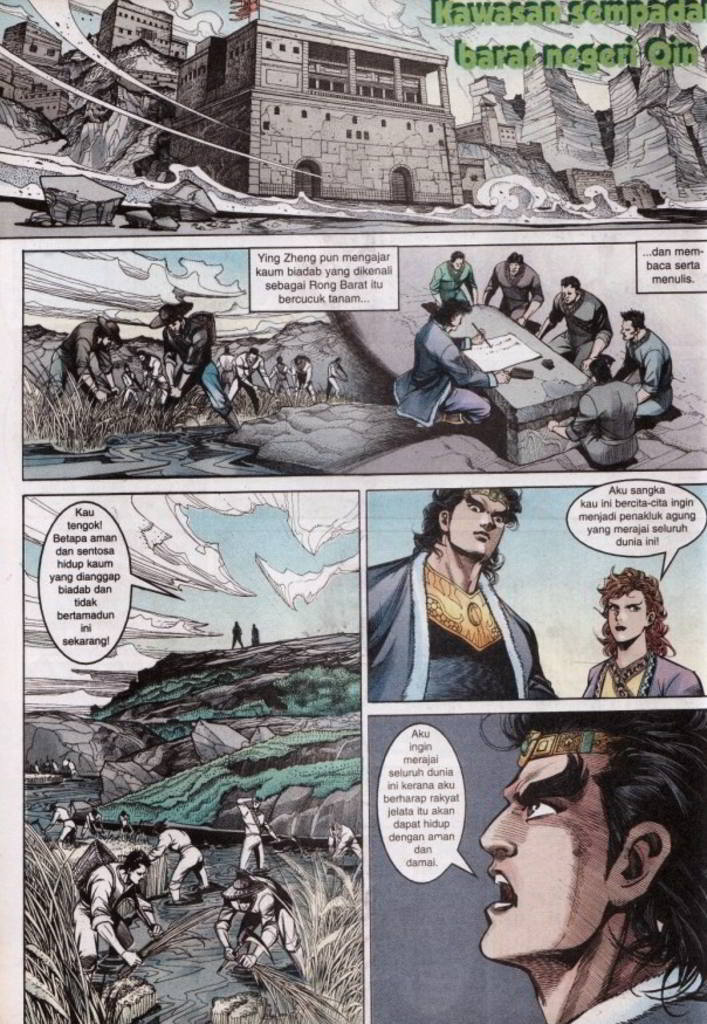 Kawasan sempadan
barat negeri Qin
Ying Zheng pun mengajar
kaum biadab yang dikenali
sebagai Rong Barat itu
bercucuk tanam...
...dan mem-
baca serta
menulis.
Kau
tengok!
Betapa aman
dan sentosa
hidup kaum
yang dianggap
biadab dan
tidak
bertamadun
ini
sekarang!
Aku sangka
kau ini bercita-cita ingin
menjadi penakluk agung
yang merajai seluruh
dunia ini!
Aku
ingin
merajai
seluruh dunia
ini kerana aku
berharap rakyat
jelata itu akan
dapat hidup
dengan aman
dan
damai.